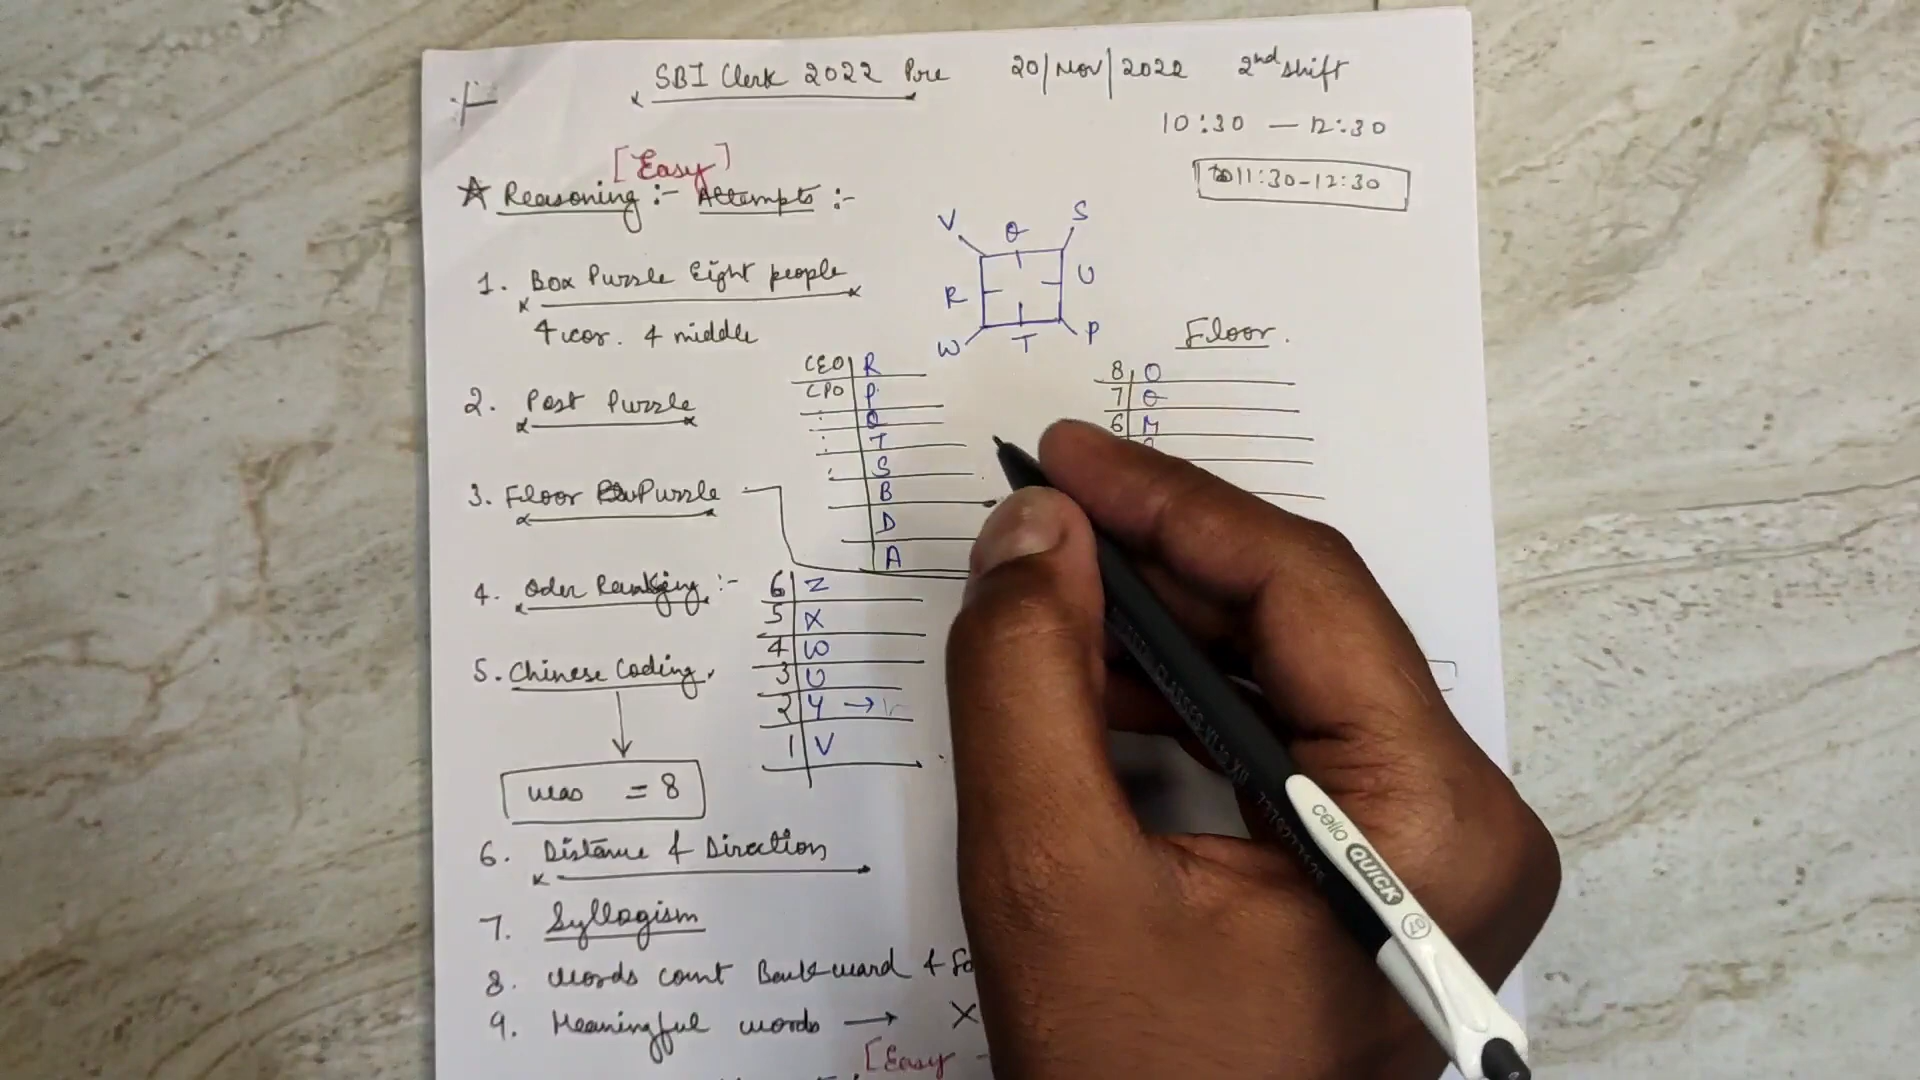 SBI Clerk 2022 Pre 20/Nov/2022 2nd shift
10:30 — 12:30
11:30-12:30
[Easy]
Reasoning :- Attempts :-
V Q S
R U
W T P
1. Box Puzzle Eight people
4 cor. 4 middle
Floor.
CEO R
CPO P
Q
T
S
B
D
A
8 O
7 Q
6 M
2. Post Puzzle
3. Floor Puzzle
4. Oder Ranking :-
6 Z
5 X
4 W
3 U
2 Y →
1 V
5. Chinese Coding.
was = 8
6. Distance & Direction
7. Syllogism
8. Words count Backward &
9. Meaningful words → X
[Easy -
cello QUICK